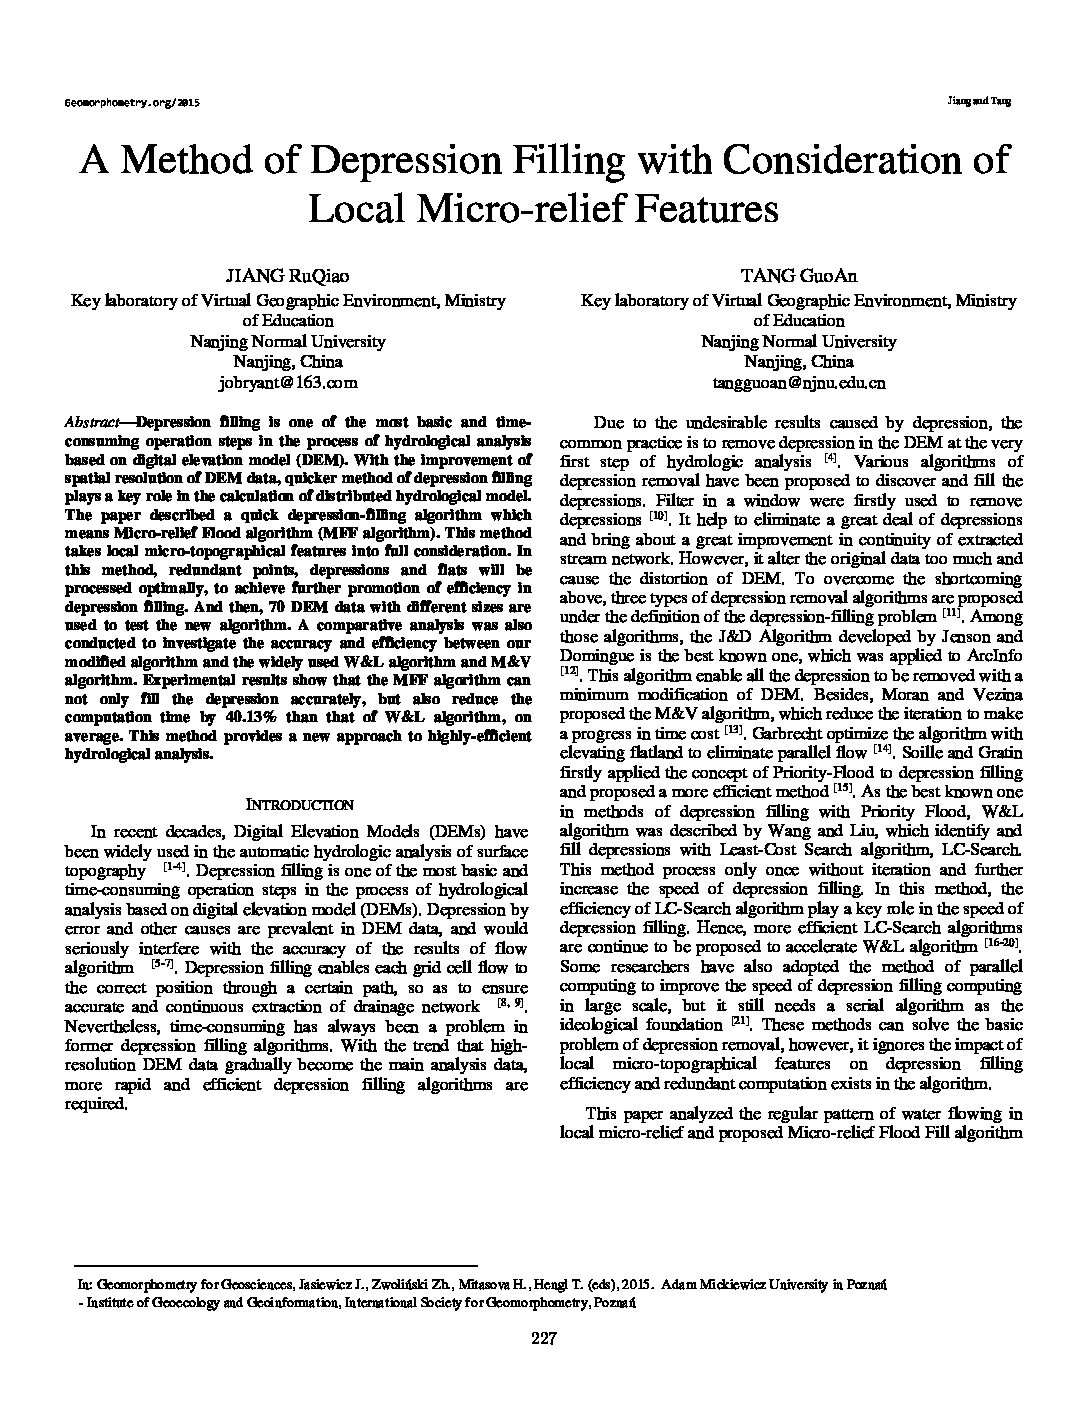 Geomorphometry.org/2015
Jiang and Tang
A Method of Depression Filling with Consideration of
Local Micro-relief Features
JIANG RuQiao
Key laboratory of Virtual Geographic Environment, Ministry
of Education
Nanjing Normal University
Nanjing, China
jobryant@163.com
TANG GuoAn
Key laboratory of Virtual Geographic Environment, Ministry
of Education
Nanjing Normal University
Nanjing, China
tangguoan@njnu.edu.cn
Abstract—Depression filling is one of the most basic and time-
consuming operation steps in the process of hydrological analysis
based on digital elevation model (DEM). With the improvement of
spatial resolution of DEM data, quicker method of depression filling
plays a key role in the calculation of distributed hydrological model.
The paper described a quick depression-filling algorithm which
means Micro-relief Flood algorithm (MFF algorithm). This method
takes local micro-topographical features into full consideration. In
this method, redundant points, depressions and flats will be
processed optimally, to achieve further promotion of efficiency in
depression filling. And then, 70 DEM data with different sizes are
used to test the new algorithm. A comparative analysis was also
conducted to investigate the accuracy and efficiency between our
modified algorithm and the widely used W&L algorithm and M&V
algorithm. Experimental results show that the MFF algorithm can
not only fill the depression accurately, but also reduce the
computation time by 40.13% than that of W&L algorithm, on
average. This method provides a new approach to highly-efficient
hydrological analysis.
INTRODUCTION
In recent decades, Digital Elevation Models (DEMs) have
been widely used in the automatic hydrologic analysis of surface
topography [1-4]. Depression filling is one of the most basic and
time-consuming operation steps in the process of hydrological
analysis based on digital elevation model (DEMs). Depression by
error and other causes are prevalent in DEM data, and would
seriously interfere with the accuracy of the results of flow
algorithm [5-7]. Depression filling enables each grid cell flow to
the correct position through a certain path, so as to ensure
accurate and continuous extraction of drainage network [8, 9].
Nevertheless, time-consuming has always been a problem in
former depression filling algorithms. With the trend that high-
resolution DEM data gradually become the main analysis data,
more rapid and efficient depression filling algorithms are
required.
Due to the undesirable results caused by depression, the
common practice is to remove depression in the DEM at the very
first step of hydrologic analysis [4]. Various algorithms of
depression removal have been proposed to discover and fill the
depressions. Filter in a window were firstly used to remove
depressions [10]. It help to eliminate a great deal of depressions
and bring about a great improvement in continuity of extracted
stream network. However, it alter the original data too much and
cause the distortion of DEM. To overcome the shortcoming
above, three types of depression removal algorithms are proposed
under the definition of the depression-filling problem [11]. Among
those algorithms, the J&D Algorithm developed by Jenson and
Domingue is the best known one, which was applied to ArcInfo
[12]. This algorithm enable all the depression to be removed with a
minimum modification of DEM. Besides, Moran and Vezina
proposed the M&V algorithm, which reduce the iteration to make
a progress in time cost [13]. Garbrecht optimize the algorithm with
elevating flatland to eliminate parallel flow [14]. Soille and Gratin
firstly applied the concept of Priority-Flood to depression filling
and proposed a more efficient method [15]. As the best known one
in methods of depression filling with Priority Flood, W&L
algorithm was described by Wang and Liu, which identify and
fill depressions with Least-Cost Search algorithm, LC-Search.
This method process only once without iteration and further
increase the speed of depression filling. In this method, the
efficiency of LC-Search algorithm play a key role in the speed of
depression filling. Hence, more efficient LC-Search algorithms
are continue to be proposed to accelerate W&L algorithm [16-20].
Some researchers have also adopted the method of parallel
computing to improve the speed of depression filling computing
in large scale, but it still needs a serial algorithm as the
ideological foundation [21]. These methods can solve the basic
problem of depression removal, however, it ignores the impact of
local micro-topographical features on depression filling
efficiency and redundant computation exists in the algorithm.
This paper analyzed the regular pattern of water flowing in
local micro-relief and proposed Micro-relief Flood Fill algorithm
In: Geomorphometry for Geosciences, Jasiewicz J., Zwoliński Zb., Mitasova H., Hengl T. (eds), 2015. Adam Mickiewicz University in Poznań
- Institute of Geoecology and Geoinformation, International Society for Geomorphometry, Poznań
227